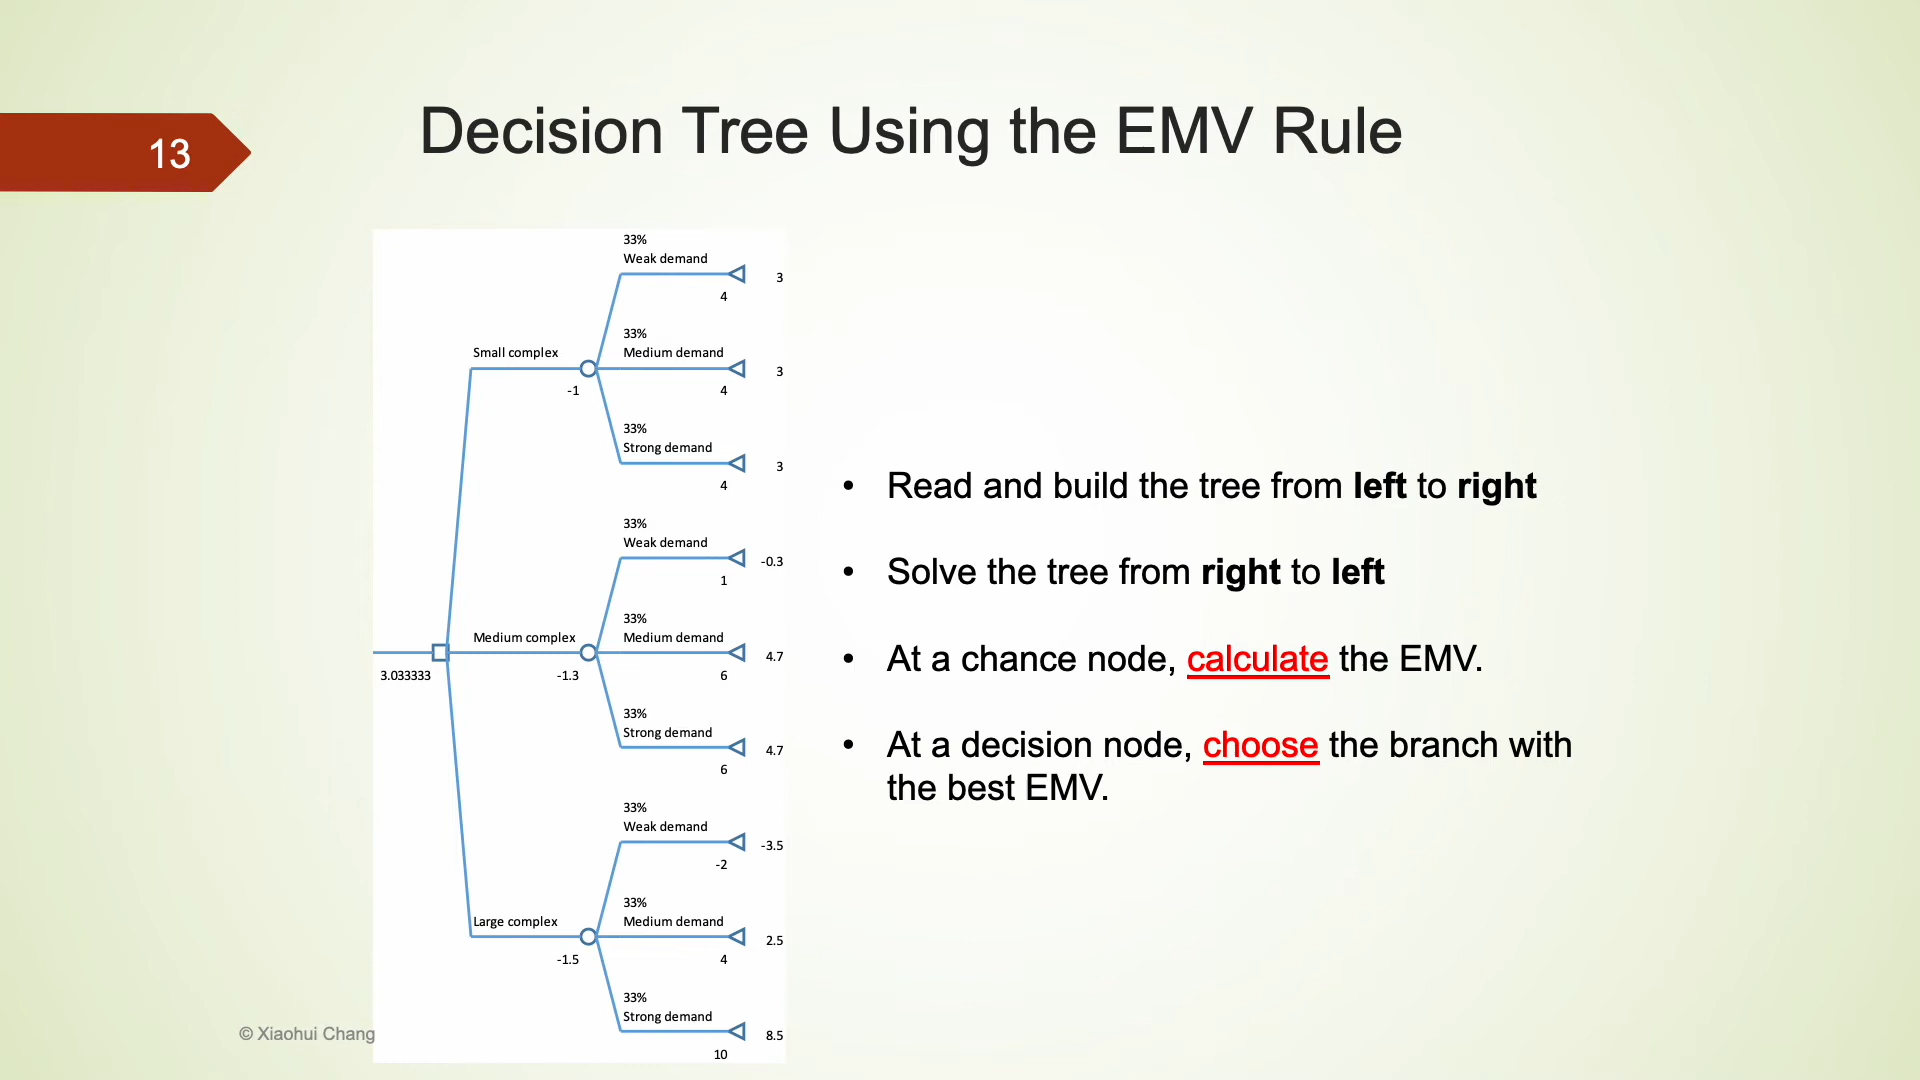 13
Decision Tree Using the EMV Rule
33%
Weak demand
3
4
33%
Small complex
Medium demand
3
-1
4
33%
Strong demand
3
4
33%
Weak demand
-0.3
1
33%
Medium complex
Medium demand
4.7
3.033333
-1.3
6
33%
Strong demand
4.7
6
33%
Weak demand
-3.5
-2
33%
Large complex
Medium demand
2.5
-1.5
4
33%
Strong demand
8.5
10
• Read and build the tree from left to right
• Solve the tree from right to left
• At a chance node, calculate the EMV.
• At a decision node, choose the branch with
the best EMV.
© Xiaohui Chang